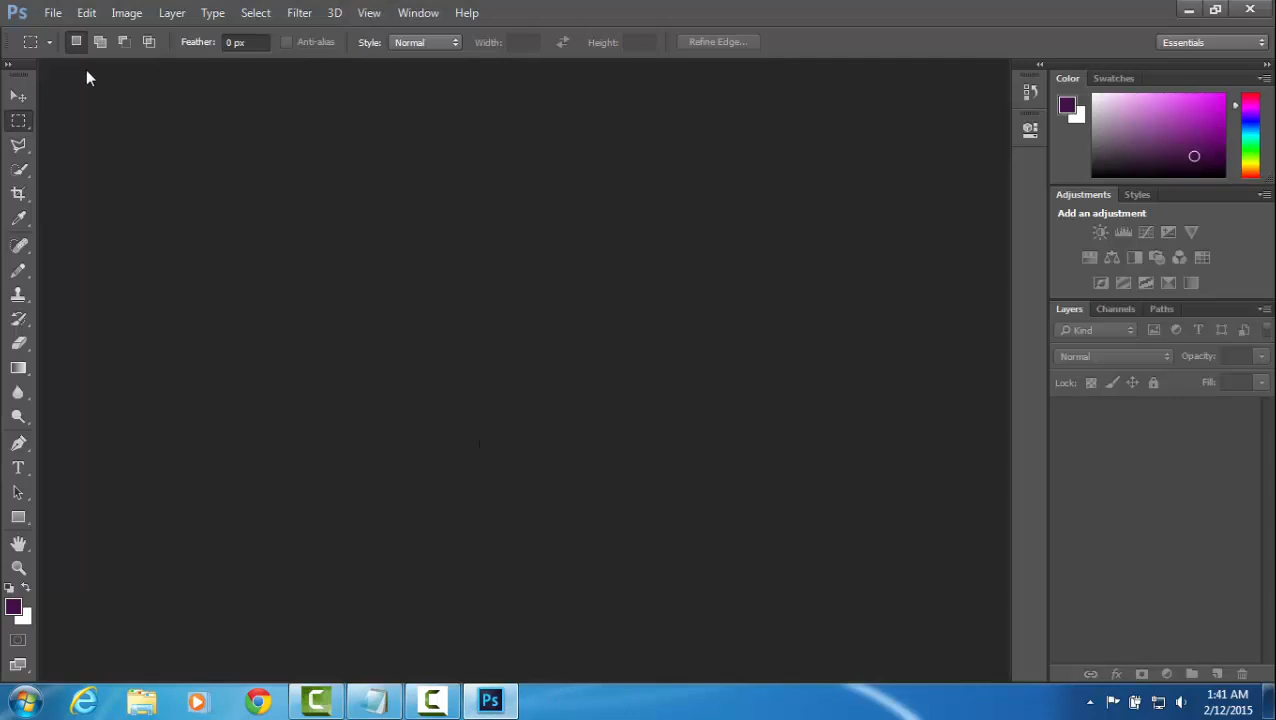 Ps File Edit Image Layer Type Select Filter 3D View Window Help
Feather: 0 px Anti-alias Style: Normal Width: Height: Refine Edge... Essentials
Color Swatches
Adjustments Styles
Add an adjustment
Layers Channels Paths
Kind T
Normal Opacity:
Lock: Fill:
T
fx
Ps
1:41 AM
2/12/2015